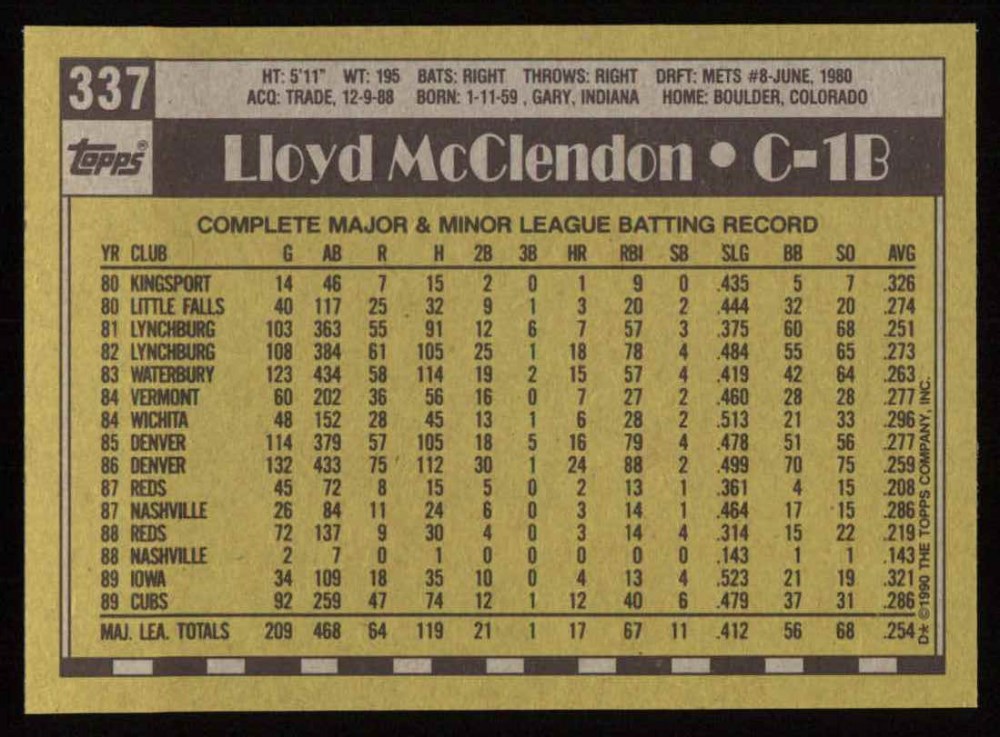 337
HT: 5'11" WT: 195 BATS: RIGHT THROWS: RIGHT DRFT: METS #8-JUNE, 1980
ACQ: TRADE, 12-9-88 BORN: 1-11-59 , GARY, INDIANA HOME: BOULDER, COLORADO
topps®
Lloyd McClendon • C-1B
COMPLETE MAJOR & MINOR LEAGUE BATTING RECORD
YR CLUB G AB R H 2B 3B HR RBI SB SLG BB SO AVG
80 KINGSPORT 14 46 7 15 2 0 1 9 0 .435 5 7 .326
80 LITTLE FALLS 40 117 25 32 9 1 3 20 2 .444 32 20 .274
81 LYNCHBURG 103 363 55 91 12 6 7 57 3 .375 60 68 .251
82 LYNCHBURG 108 384 61 105 25 1 18 78 4 .484 55 65 .273
83 WATERBURY 123 434 58 114 19 2 15 57 4 .419 42 64 .263
84 VERMONT 60 202 36 56 16 0 7 27 2 .460 28 28 .277
84 WICHITA 48 152 28 45 13 1 6 28 2 .513 21 33 .296
85 DENVER 114 379 57 105 18 5 16 79 4 .478 51 56 .277
86 DENVER 132 433 75 112 30 1 24 88 2 .499 70 75 .259
87 REDS 45 72 8 15 5 0 2 13 1 .361 4 15 .208
87 NASHVILLE 26 84 11 24 6 0 3 14 1 .464 17 15 .286
88 REDS 72 137 9 30 4 0 3 14 4 .314 15 22 .219
88 NASHVILLE 2 7 0 1 0 0 0 0 0 .143 1 1 .143
89 IOWA 34 109 18 35 10 0 4 13 4 .523 21 19 .321
89 CUBS 92 259 47 74 12 1 12 40 6 .479 37 31 .286
MAJ. LEA. TOTALS 209 468 64 119 21 1 17 67 11 .412 56 68 .254
D* ©1990 THE TOPPS COMPANY, INC.